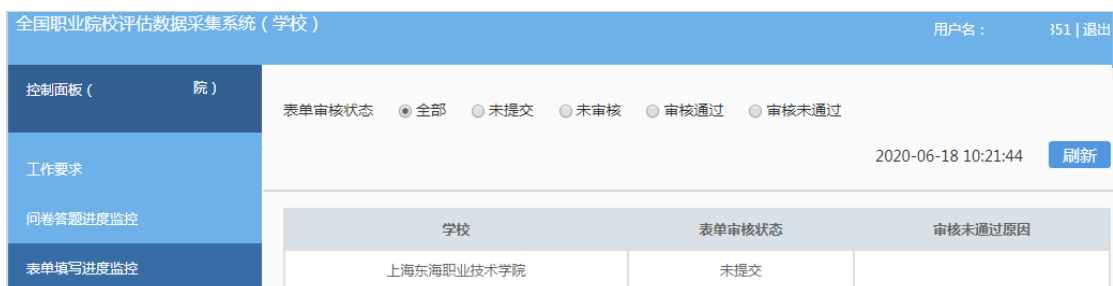 全国职业院校评估数据采集系统（学校）
用户名： 351 | 退出
控制面板（ 院）
表单审核状态 全部 未提交 未审核 审核通过 审核未通过
2020-06-18 10:21:44 刷新
工作要求
问卷答题进度监控
学校 表单审核状态 审核未通过原因
表单填写进度监控
上海东海职业技术学院 未提交